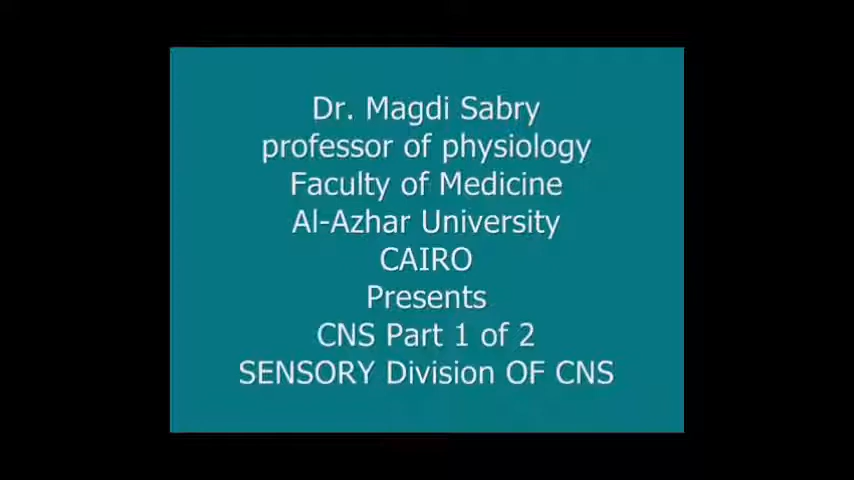 Dr. Magdi Sabry
professor of physiology
Faculty of Medicine
Al-Azhar University
CAIRO
Presents
CNS Part 1 of 2
SENSORY Division OF CNS